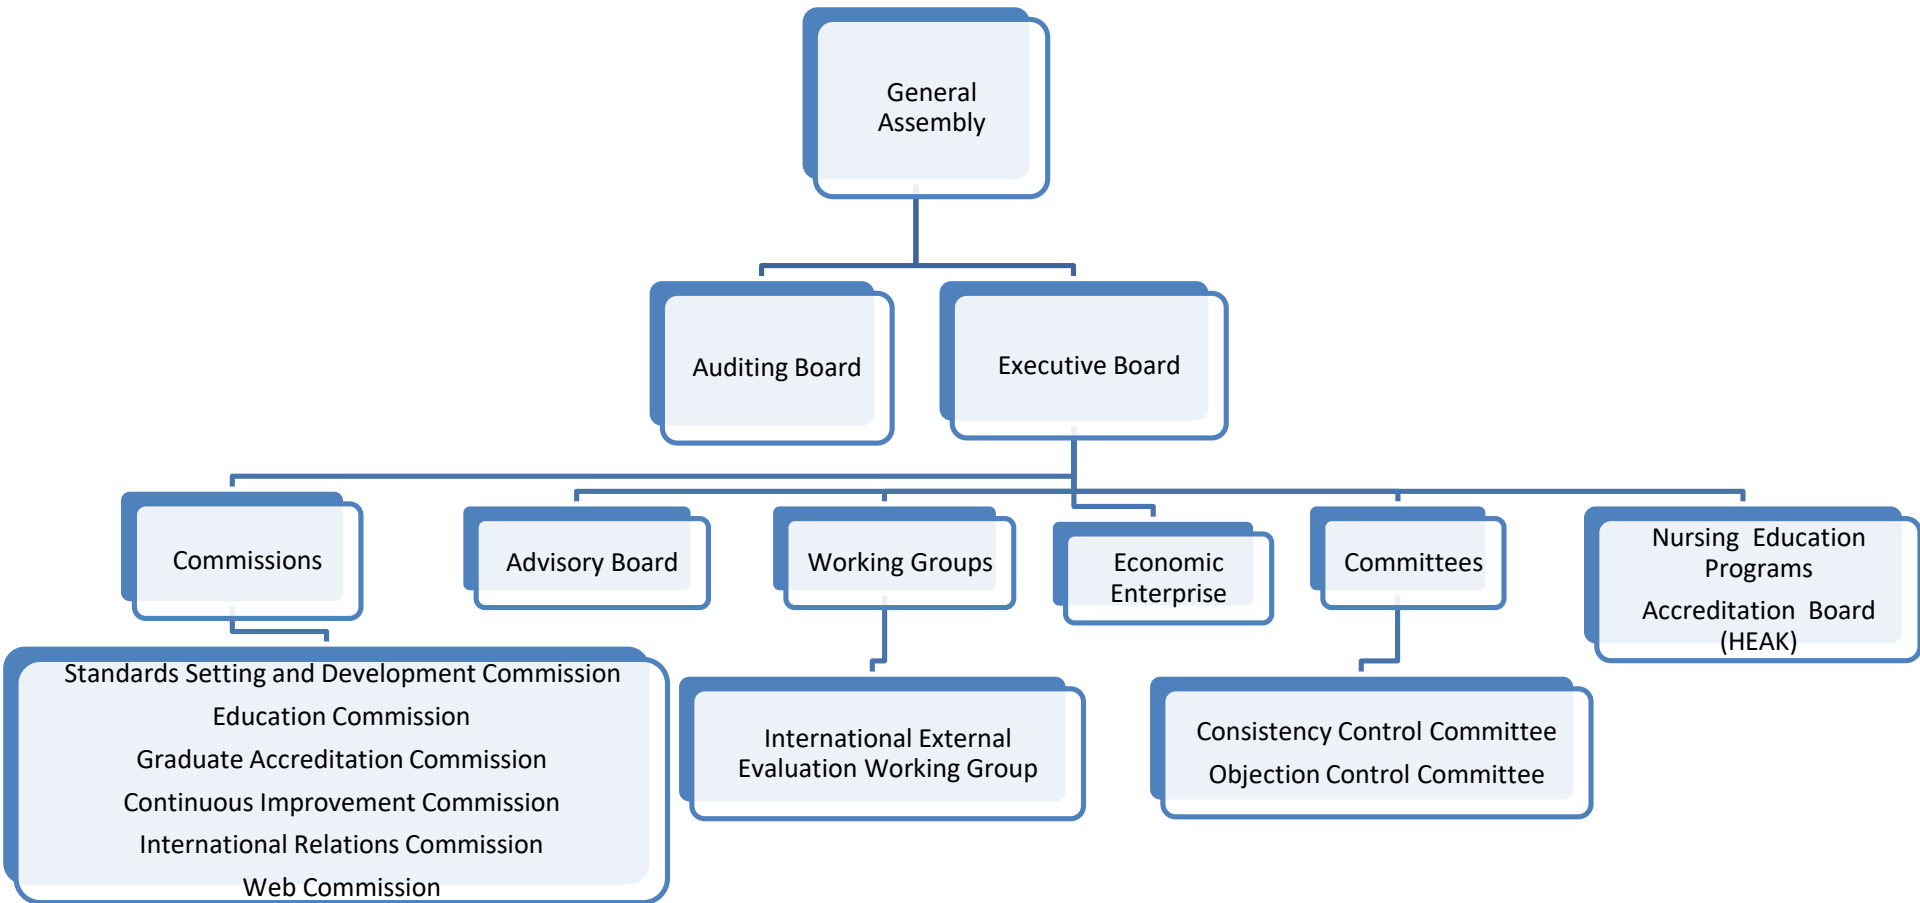 General
Assembly
Auditing Board
Executive Board
Commissions
Advisory Board
Working Groups
Economic
Enterprise
Committees
Nursing Education
Programs
Accreditation Board
(HEAK)
Standards Setting and Development Commission
Education Commission
Graduate Accreditation Commission
Continuous Improvement Commission
International Relations Commission
Web Commission
International External
Evaluation Working Group
Consistency Control Committee
Objection Control Committee